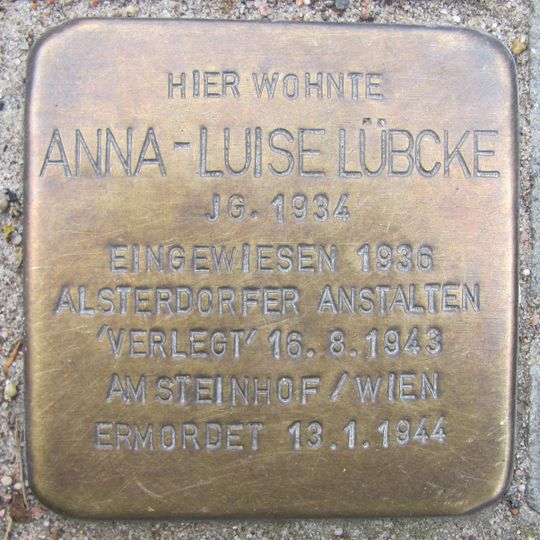 HIER WOHNTE
ANNA-LUISE LÜBCKE
JG. 1934
EINGEWIESEN 1936
ALSTERDORFER ANSTALTEN
'VERLEGT' 16.8.1943
AM STEINHOF / WIEN
ERMORDET 13.1.1944